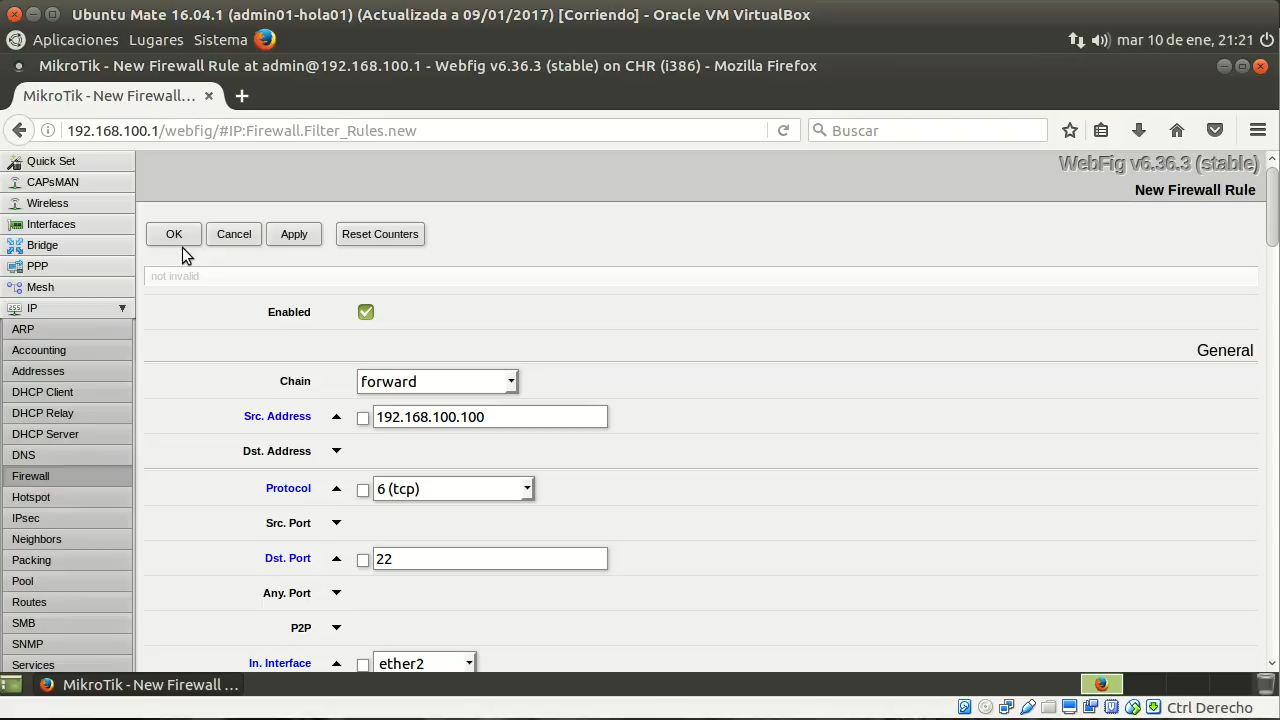 Ubuntu Mate 16.04.1 (admin01-hola01) (Actualizada a 09/01/2017) [Corriendo] - Oracle VM VirtualBox
Aplicaciones Lugares Sistema
mar 10 de ene, 21:21
MikroTik - New Firewall Rule at admin@192.168.100.1 - Webfig v6.36.3 (stable) on CHR (i386) - Mozilla Firefox
MikroTik - New Firewall...
192.168.100.1/webfig/#IP:Firewall.Filter_Rules.new
Buscar
Quick Set
CAPsMAN
Wireless
Interfaces
Bridge
PPP
Mesh
IP
ARP
Accounting
Addresses
DHCP Client
DHCP Relay
DHCP Server
DNS
Firewall
Hotspot
IPsec
Neighbors
Packing
Pool
Routes
SMB
SNMP
Services
WebFig v6.36.3 (stable)
New Firewall Rule
OK Cancel Apply Reset Counters
not invalid
Enabled
General
Chain forward
Src. Address 192.168.100.100
Dst. Address
Protocol 6 (tcp)
Src. Port
Dst. Port 22
Any. Port
P2P
In. Interface ether2
MikroTik - New Firewall ...
Ctrl Derecho